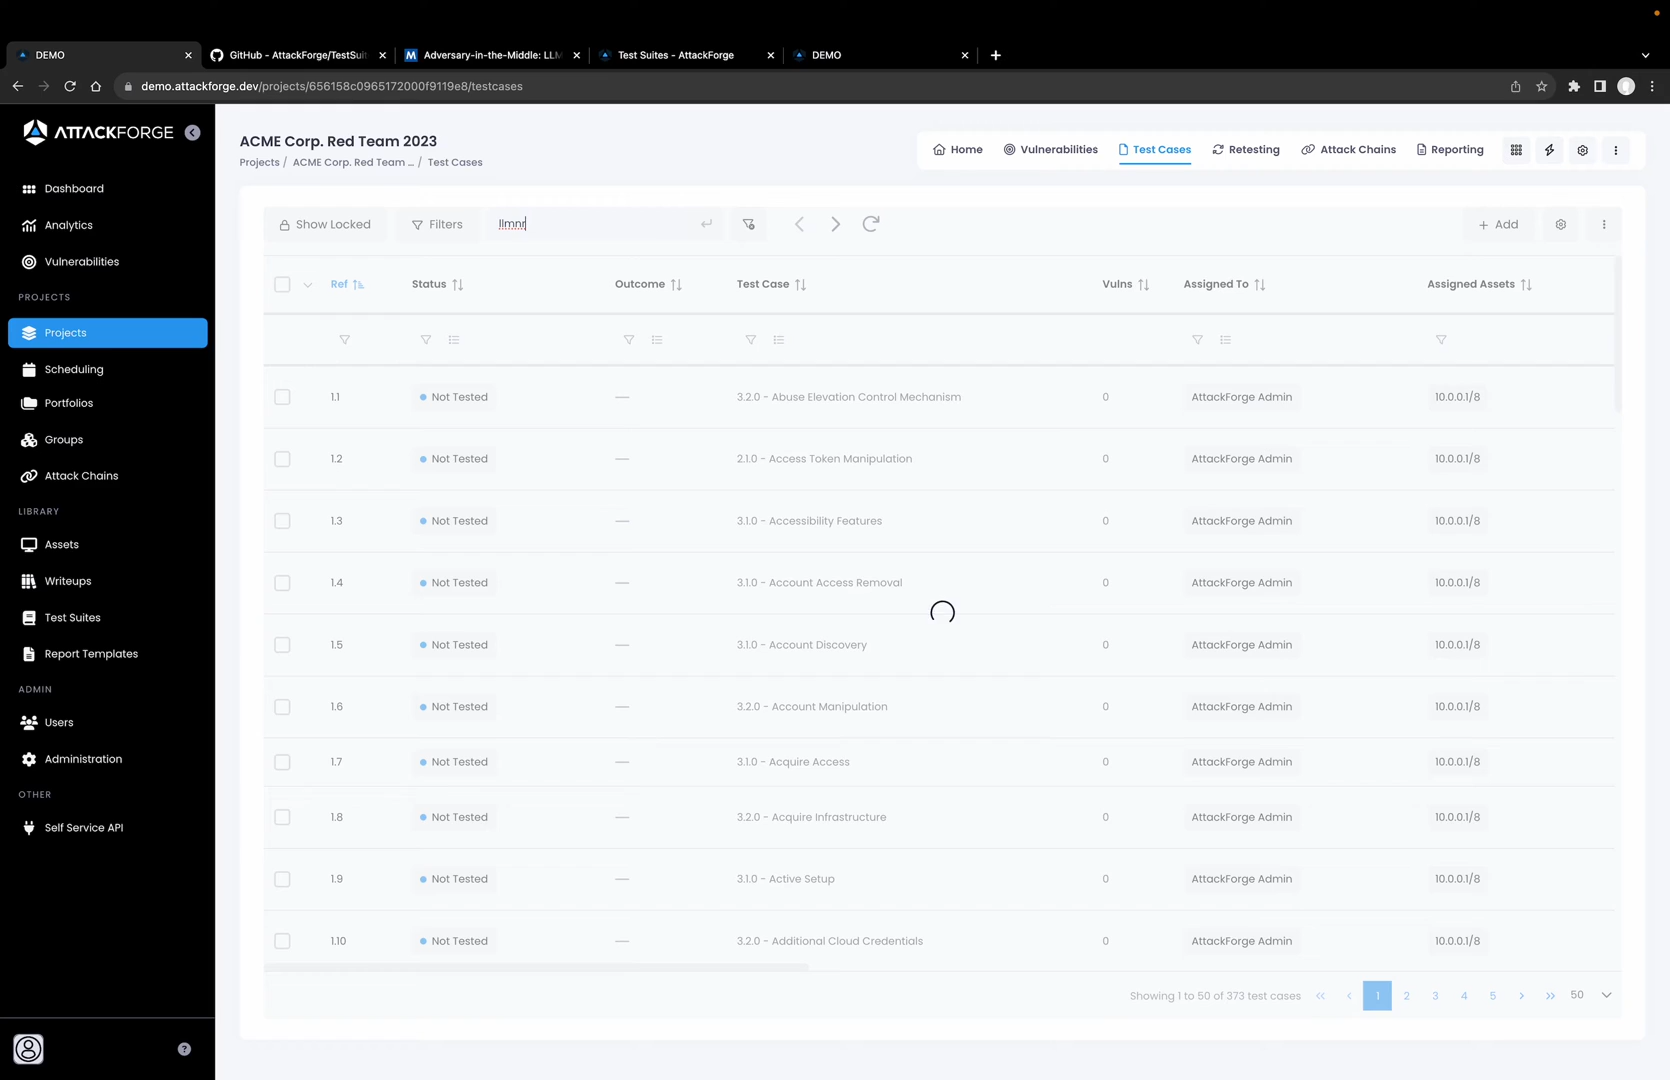 DEMO
GitHub - AttackForge/TestSuit
M Adversary-in-the-Middle: LLM
Test Suites - AttackForge
DEMO
demo.attackforge.dev/projects/656158c0965172000f9119e8/testcases
ATTACKFORGE
Dashboard
Analytics
Vulnerabilities
PROJECTS
Projects
Scheduling
Portfolios
Groups
Attack Chains
LIBRARY
Assets
Writeups
Test Suites
Report Templates
ADMIN
Users
Administration
OTHER
Self Service API
ACME Corp. Red Team 2023
Projects / ACME Corp. Red Team ... / Test Cases
Home Vulnerabilities Test Cases Retesting Attack Chains Reporting
Show Locked Filters llmnr + Add
Ref Status Outcome Test Case Vulns Assigned To Assigned Assets
1.1 Not Tested — 3.2.0 - Abuse Elevation Control Mechanism 0 AttackForge Admin 10.0.0.1/8
1.2 Not Tested — 2.1.0 - Access Token Manipulation 0 AttackForge Admin 10.0.0.1/8
1.3 Not Tested — 3.1.0 - Accessibility Features 0 AttackForge Admin 10.0.0.1/8
1.4 Not Tested — 3.1.0 - Account Access Removal 0 AttackForge Admin 10.0.0.1/8
1.5 Not Tested — 3.1.0 - Account Discovery 0 AttackForge Admin 10.0.0.1/8
1.6 Not Tested — 3.2.0 - Account Manipulation 0 AttackForge Admin 10.0.0.1/8
1.7 Not Tested — 3.1.0 - Acquire Access 0 AttackForge Admin 10.0.0.1/8
1.8 Not Tested — 3.2.0 - Acquire Infrastructure 0 AttackForge Admin 10.0.0.1/8
1.9 Not Tested — 3.1.0 - Active Setup 0 AttackForge Admin 10.0.0.1/8
1.10 Not Tested — 3.2.0 - Additional Cloud Credentials 0 AttackForge Admin 10.0.0.1/8
Showing 1 to 50 of 373 test cases « ‹ 1 2 3 4 5 › » 50